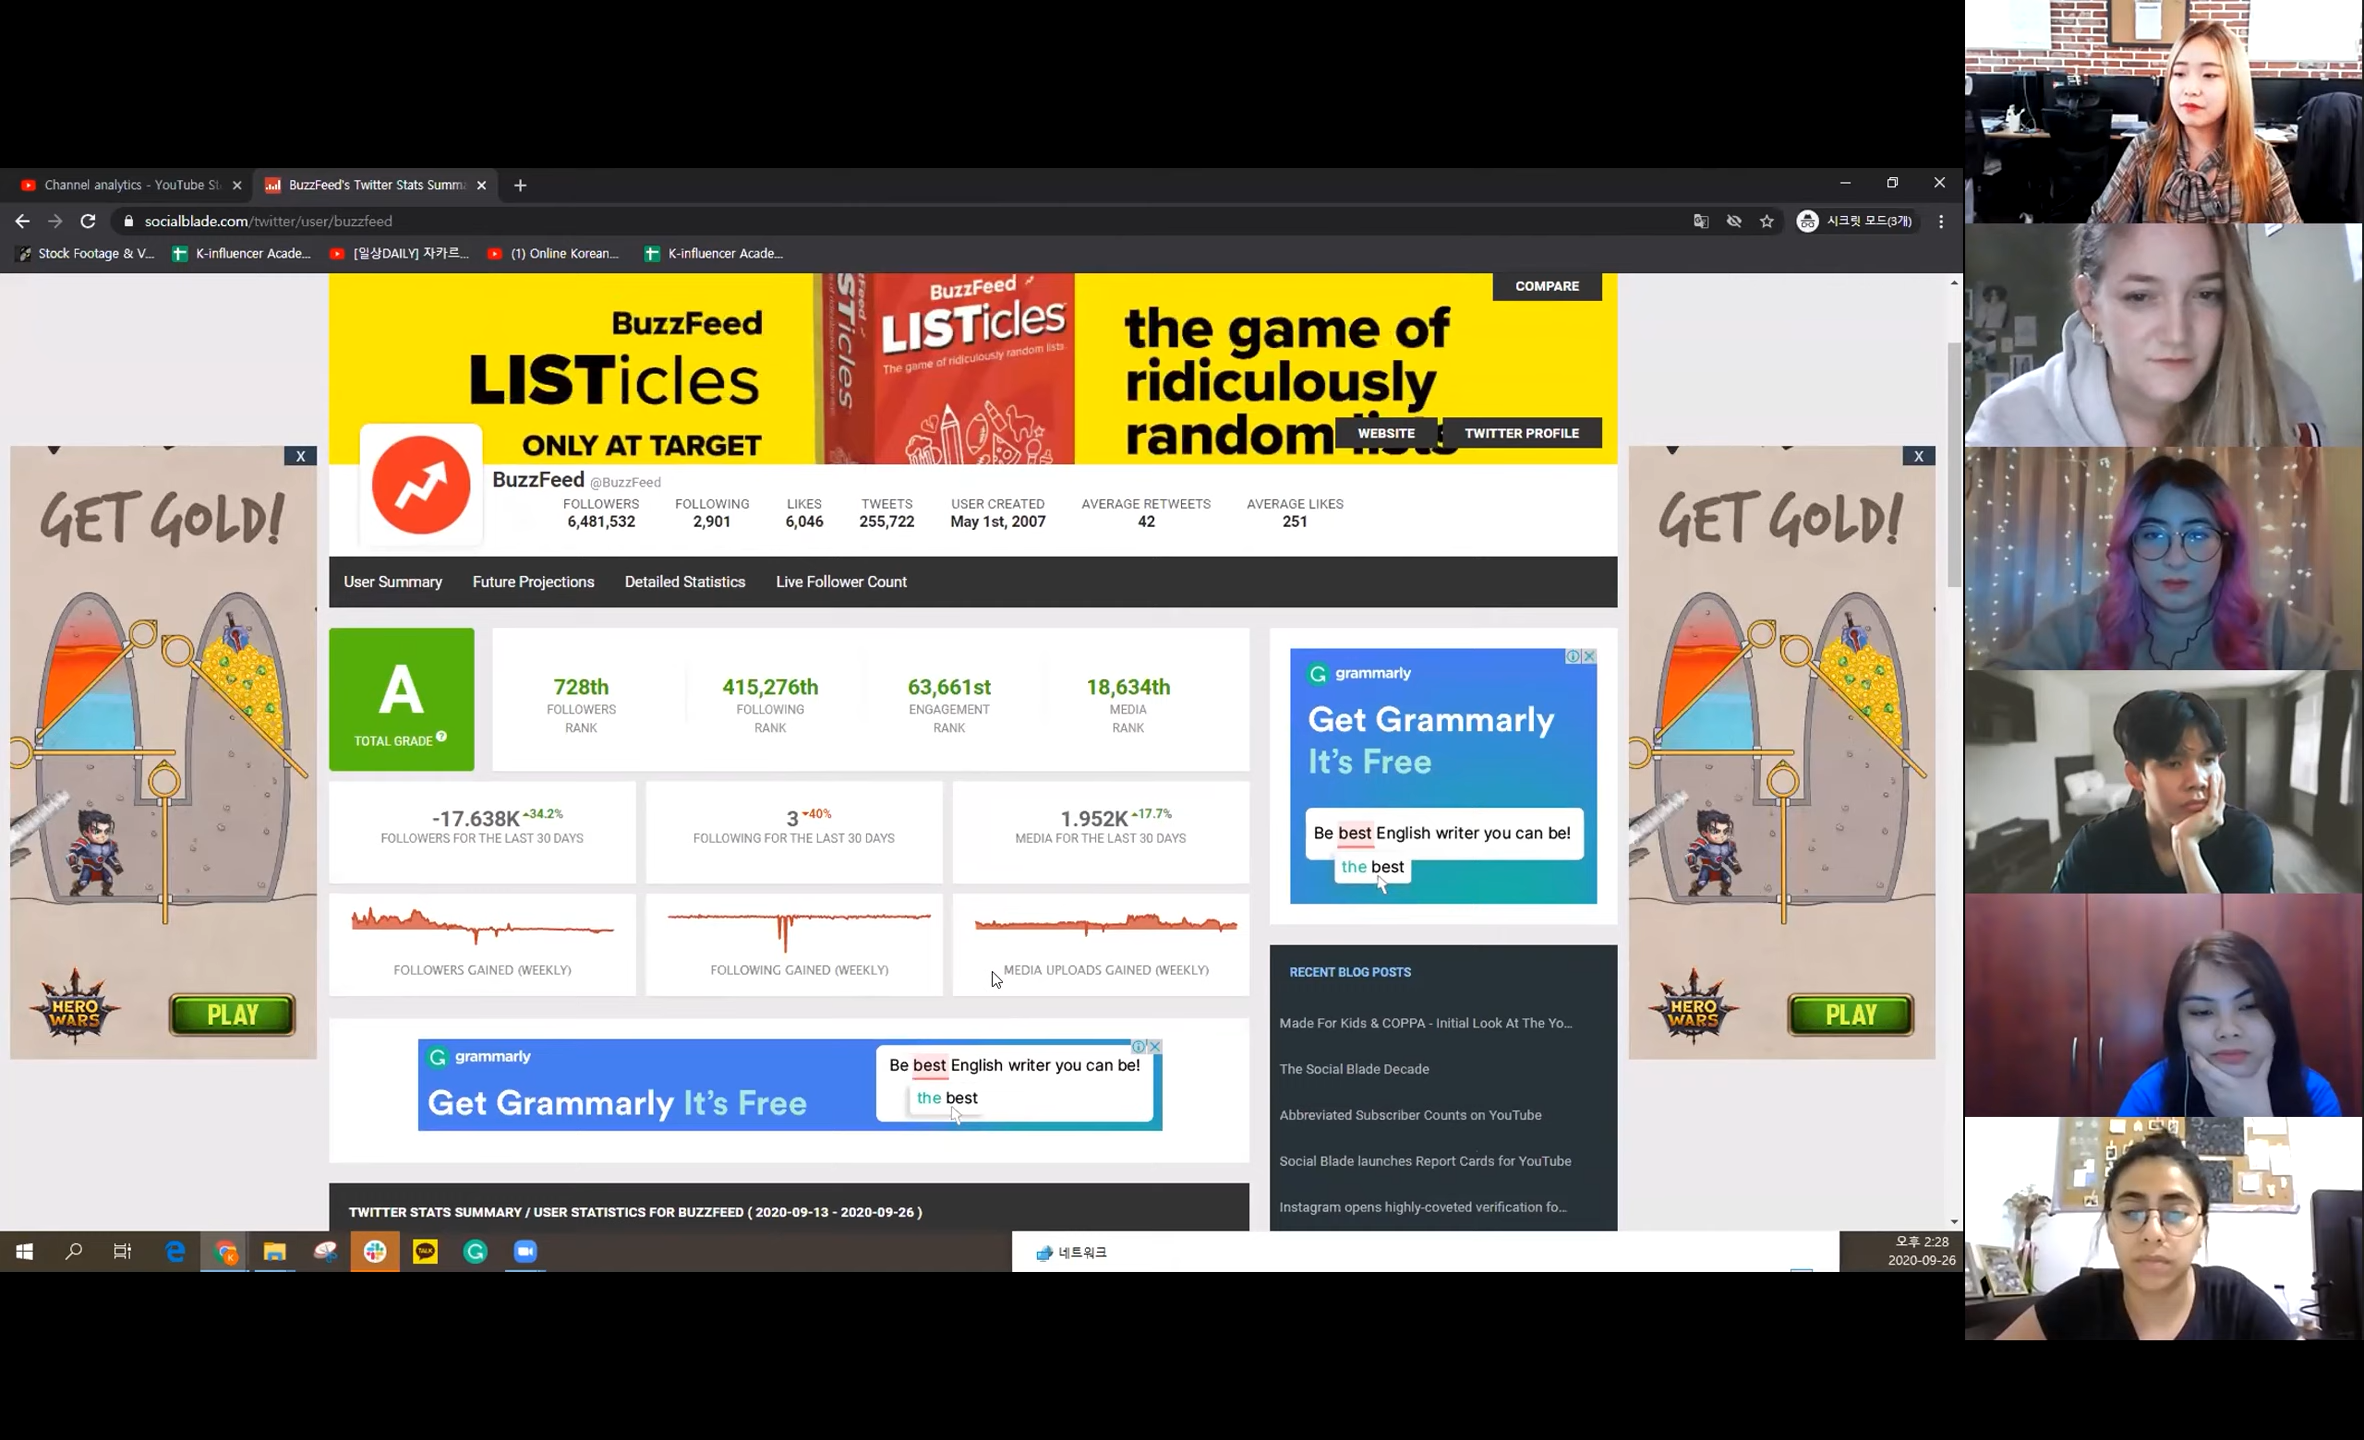 Channel analytics - YouTube St
BuzzFeed's Twitter Stats Summa
socialblade.com/twitter/user/buzzfeed
시크릿 모드(3개)
Stock Footage & V...
K-influencer Acade...
[일상DAILY] 자카르...
(1) Online Korean...
K-influencer Acade...
BuzzFeed
LISTicles
ONLY AT TARGET
BuzzFeed
LISTicles
BuzzFeed
LISTicles
The game of ridiculously random lists.
the game of
ridiculously
random lists
COMPARE
WEBSITE
TWITTER PROFILE
BuzzFeed @BuzzFeed
FOLLOWERS FOLLOWING LIKES TWEETS USER CREATED AVERAGE RETWEETS AVERAGE LIKES
6,481,532 2,901 6,046 255,722 May 1st, 2007 42 251
User Summary Future Projections Detailed Statistics Live Follower Count
A
TOTAL GRADE
728th 415,276th 63,661st 18,634th
FOLLOWERS FOLLOWING ENGAGEMENT MEDIA
RANK RANK RANK RANK
-17.638K 34.2%
FOLLOWERS FOR THE LAST 30 DAYS
3 -40%
FOLLOWING FOR THE LAST 30 DAYS
1.952K 17.7%
MEDIA FOR THE LAST 30 DAYS
FOLLOWERS GAINED (WEEKLY)
FOLLOWING GAINED (WEEKLY)
MEDIA UPLOADS GAINED (WEEKLY)
grammarly
Get Grammarly It's Free
Be best English writer you can be!
the best
TWITTER STATS SUMMARY / USER STATISTICS FOR BUZZFEED ( 2020-09-13 - 2020-09-26 )
grammarly
Get Grammarly
It's Free
Be best English writer you can be!
the best
RECENT BLOG POSTS
Made For Kids & COPPA - Initial Look At The Yo...
The Social Blade Decade
Abbreviated Subscriber Counts on YouTube
Social Blade launches Report Cards for YouTube
Instagram opens highly-coveted verification fo...
X
GET GOLD!
HERO
WARS
PLAY
X
GET GOLD!
HERO
WARS
PLAY
TALK
네트워크
오후 2:28
2020-09-26